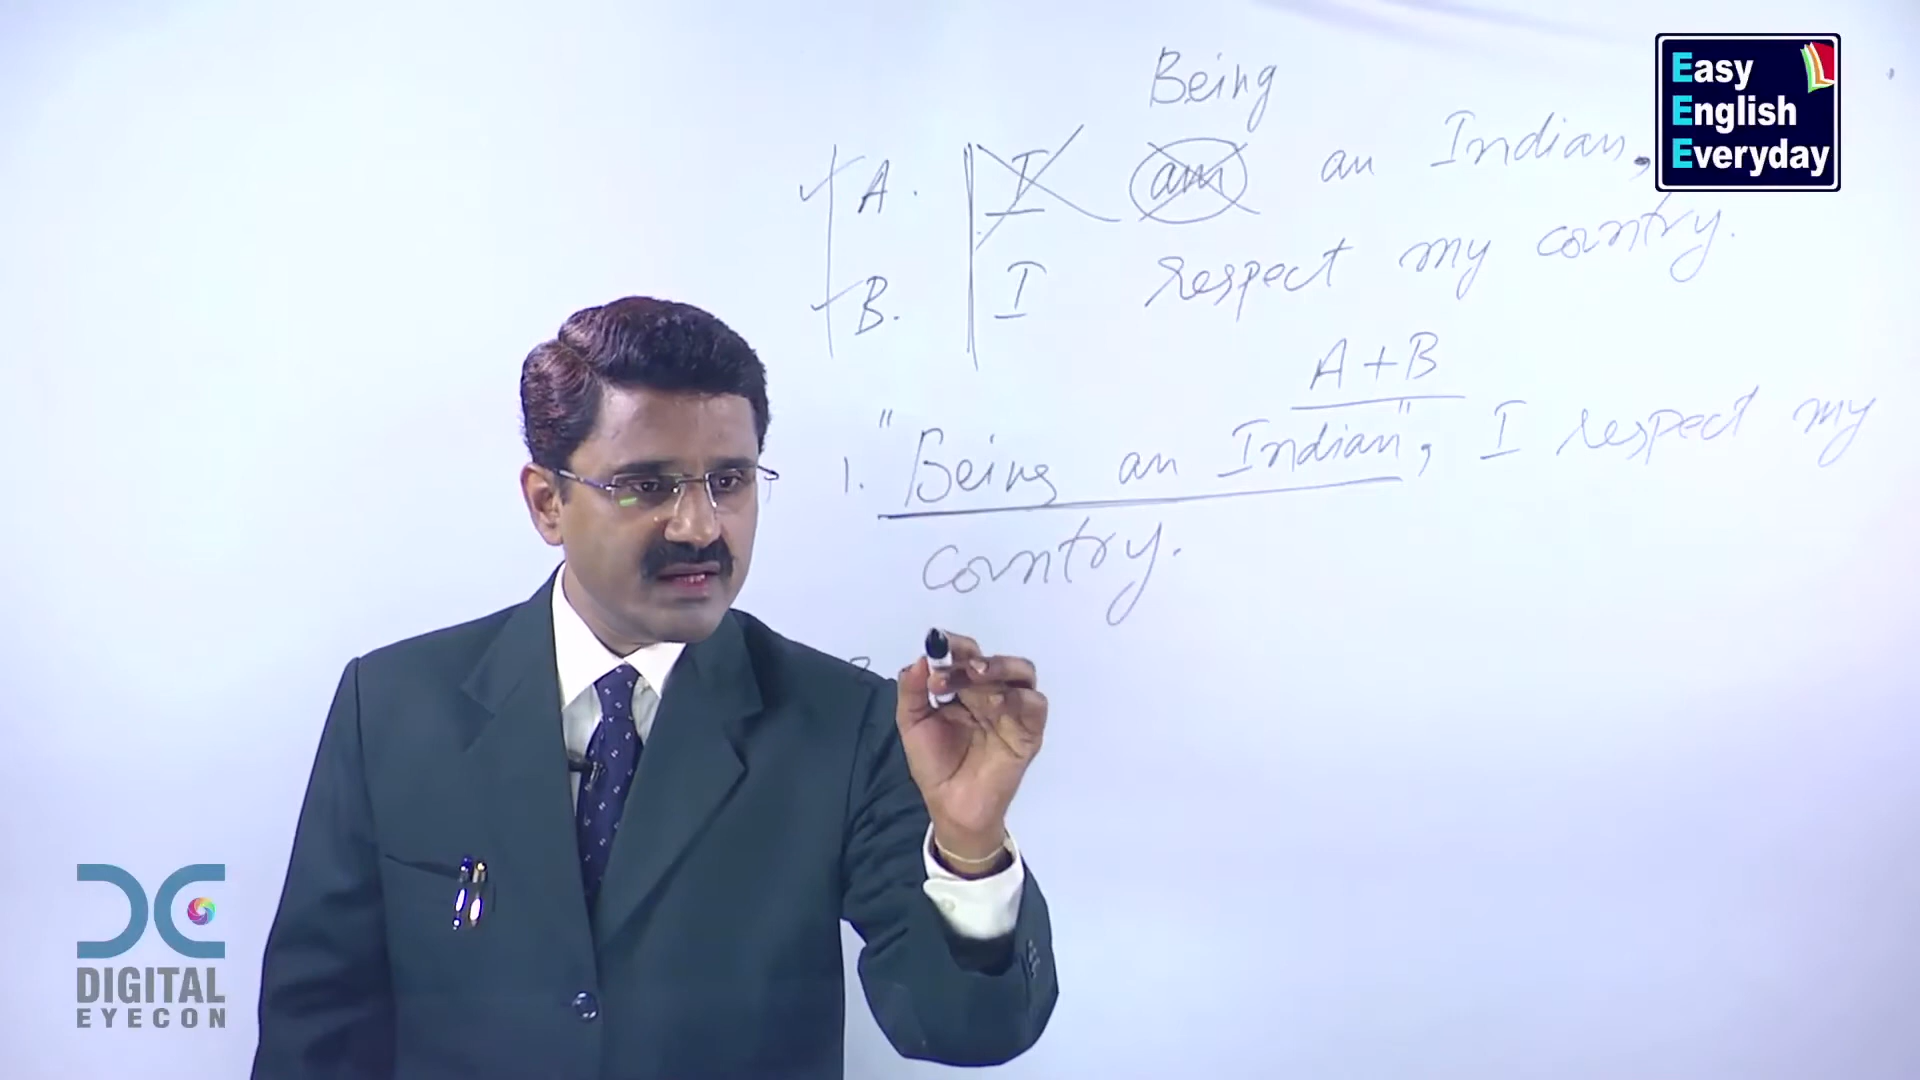 Being
A. I am an Indian,
B. I respect my country.
A + B
1. "Being an Indian", I respect my
country.
Easy
English
Everyday
DIGITAL
EYECON